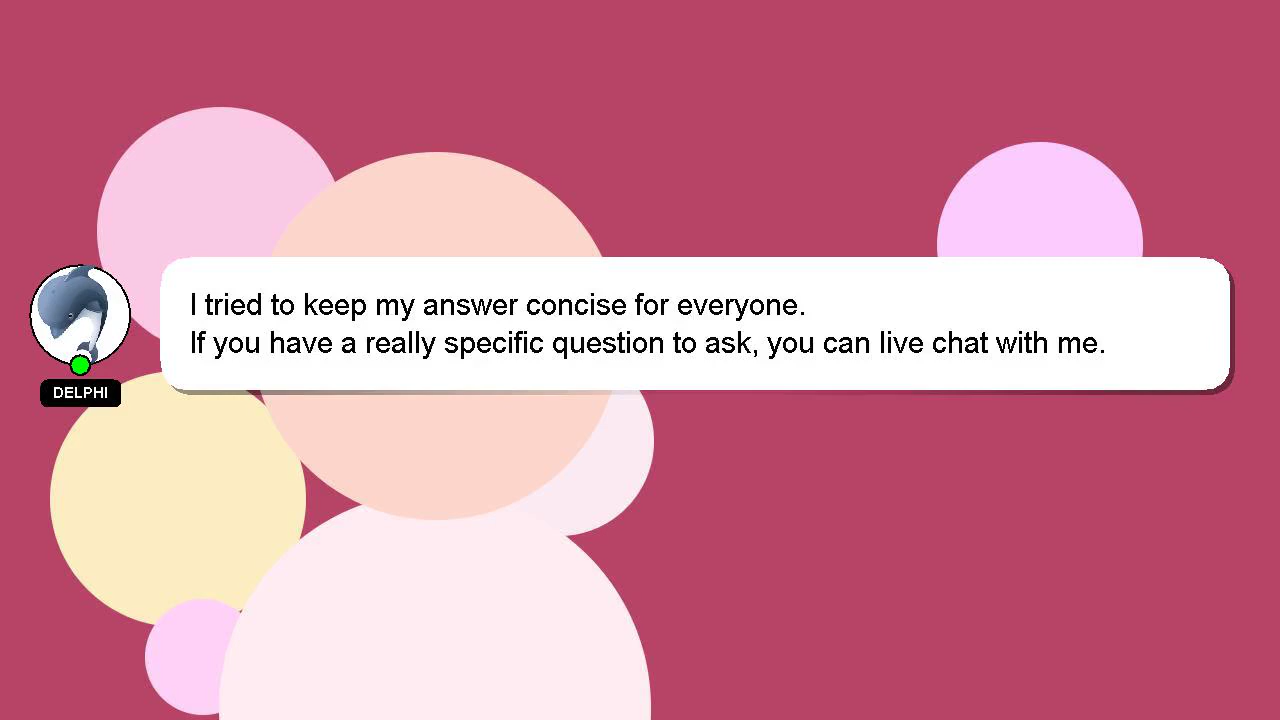 I tried to keep my answer concise for everyone.
If you have a really specific question to ask, you can live chat with me.
DELPHI